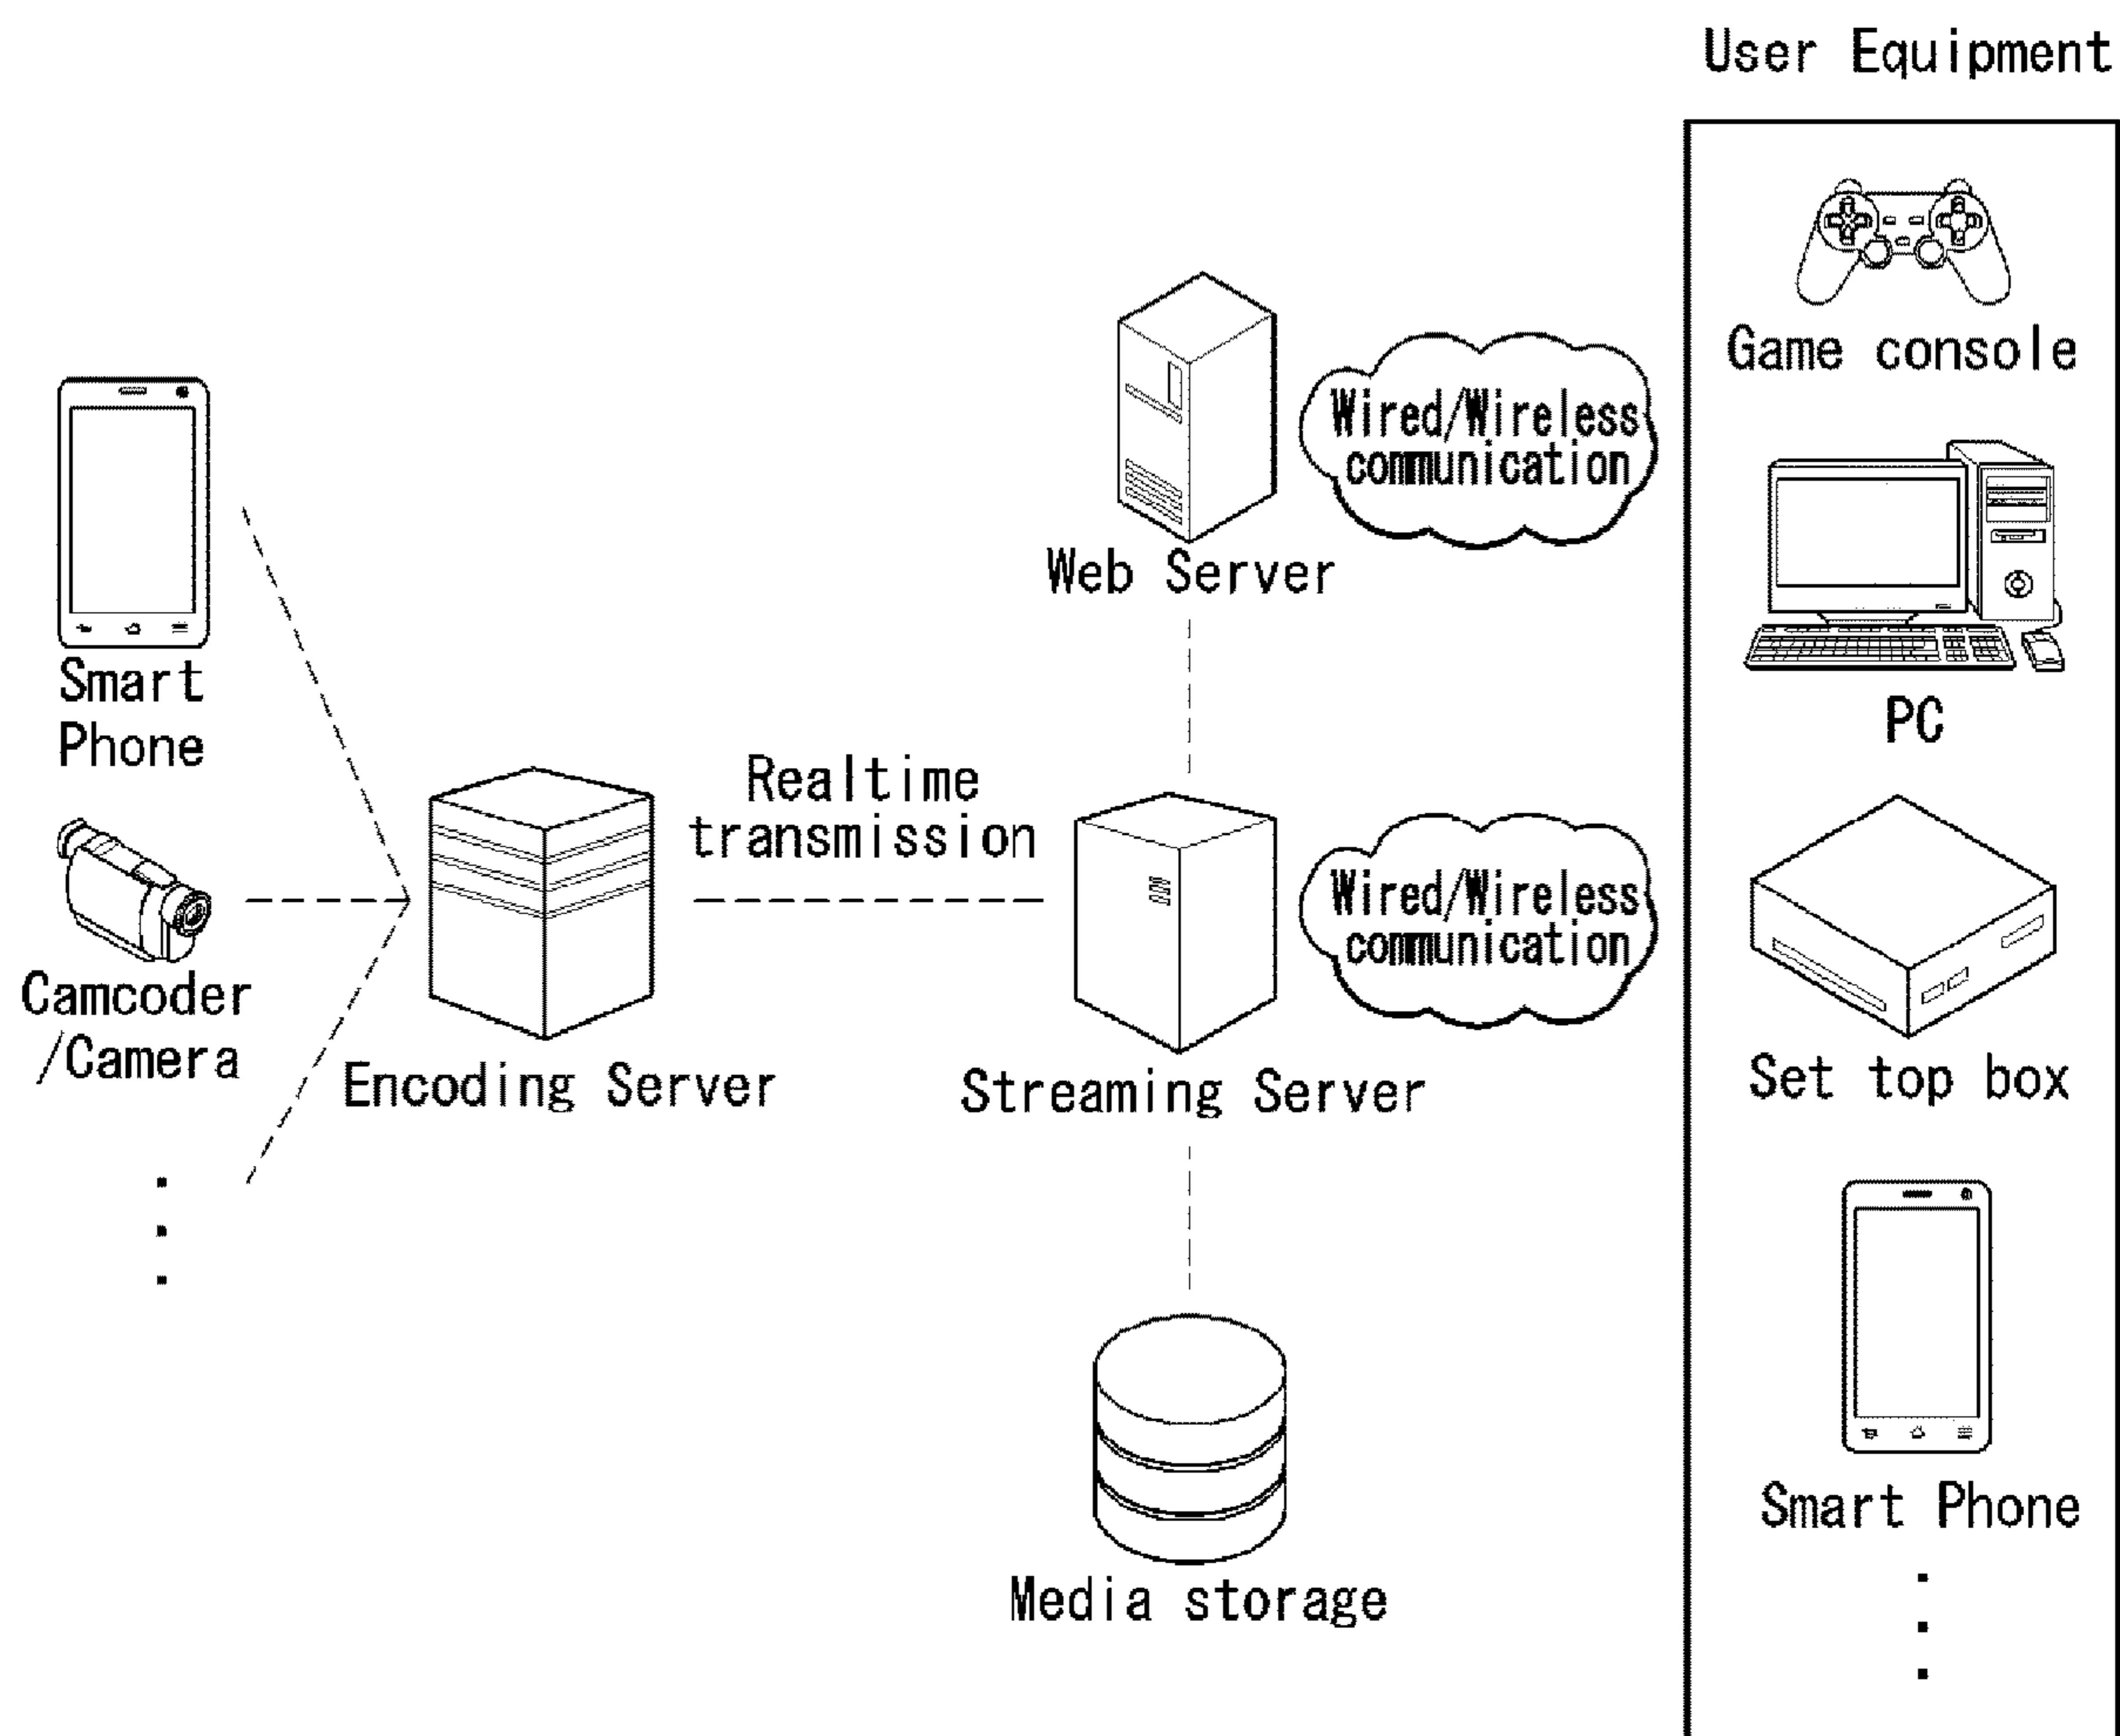 User Equipment
Game console
Wired/Wireless
communication
Web Server
Smart
Phone
PC
Realtime
transmission
Wired/Wireless
communication
Camcoder
/Camera
Encoding Server
Streaming Server
Set top box
Smart Phone
Media storage